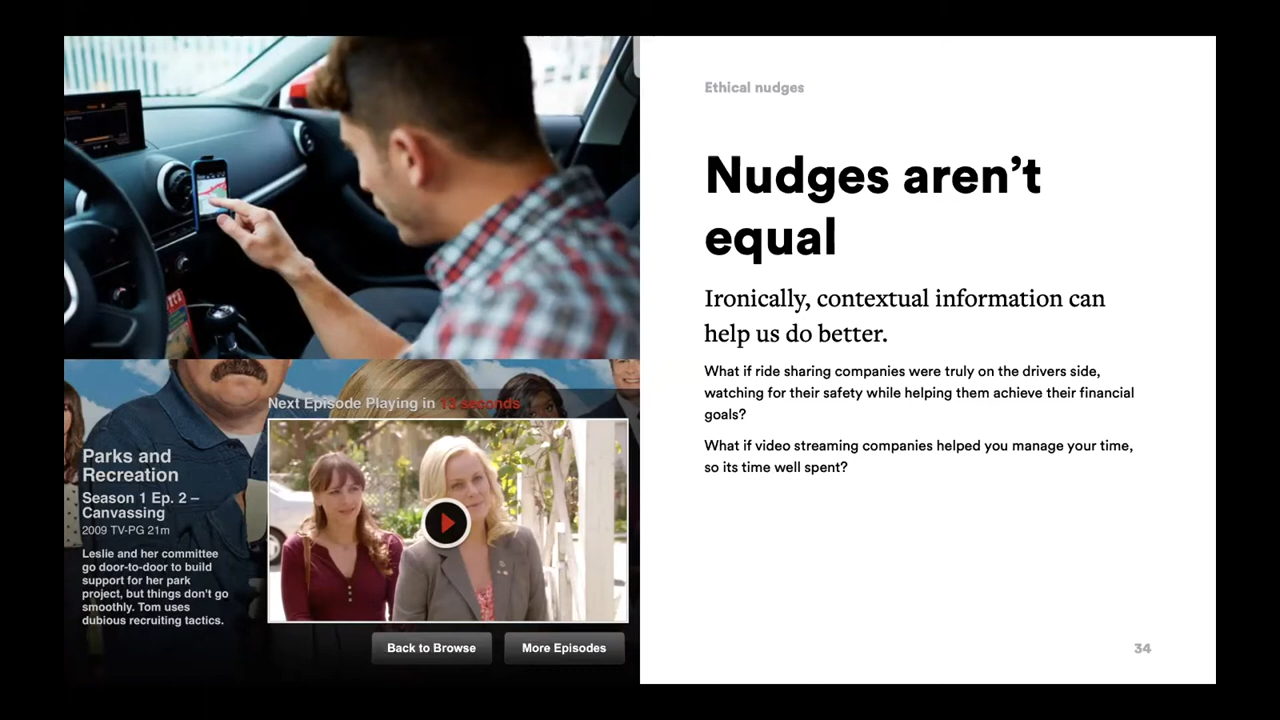 Ethical nudges
Nudges aren’t
equal
Ironically, contextual information can
help us do better.
What if ride sharing companies were truly on the drivers side,
watching for their safety while helping them achieve their financial
goals?
What if video streaming companies helped you manage your time,
so its time well spent?
34
Next Episode Playing in 13 seconds
Parks and
Recreation
Season 1 Ep. 2 –
Canvassing
2009 TV-PG 21m
Leslie and her committee
go door-to-door to build
support for her park
project, but things don't go
smoothly. Tom uses
dubious recruiting tactics.
Back to Browse
More Episodes